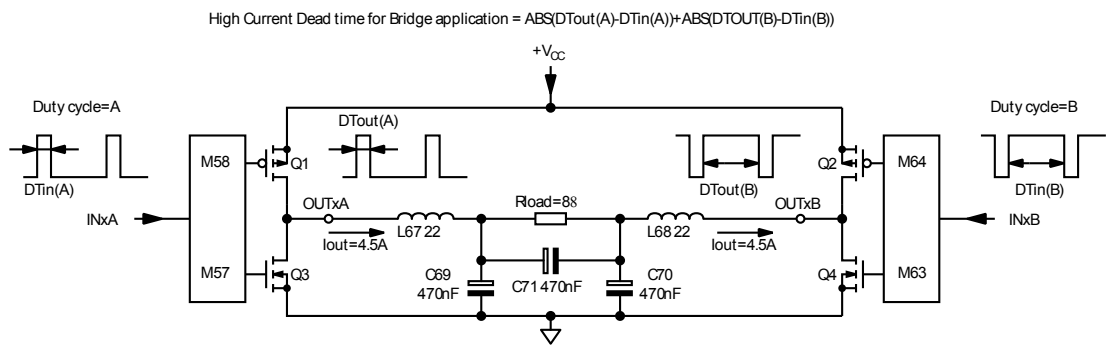 High Current Dead time for Bridge application = ABS(DTout(A)-DTin(A))+ABS(DTOUT(B)-DTin(B))
+VCC
Duty cycle=A
Duty cycle=B
DTout(A)
M58
Q1
Q2
M64
DTin(A)
DTout(B)
DTin(B)
OUTxA
Rload=8ß
OUTxB
INxA
INxB
L67 22
L68 22
Iout=4.5A
Iout=4.5A
M57
Q3
C69
470nF
C71 470nF
C70
470nF
Q4
M63